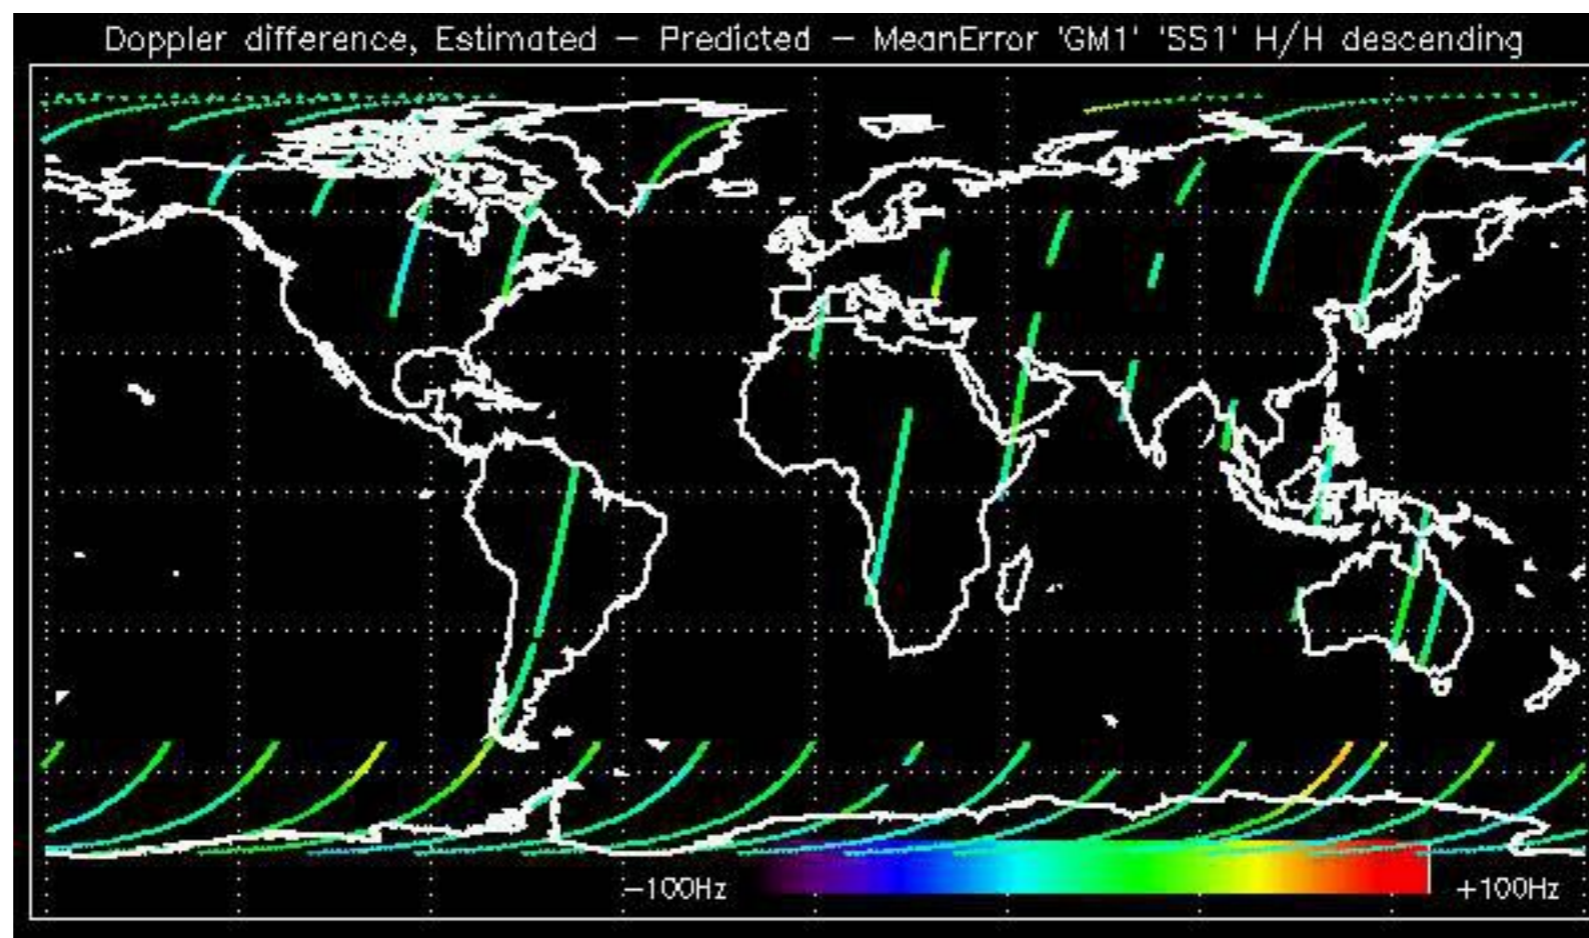 Doppler difference, Estimated – Predicted – MeanError 'GM1' 'SS1' H/H descending
–100Hz
+100Hz